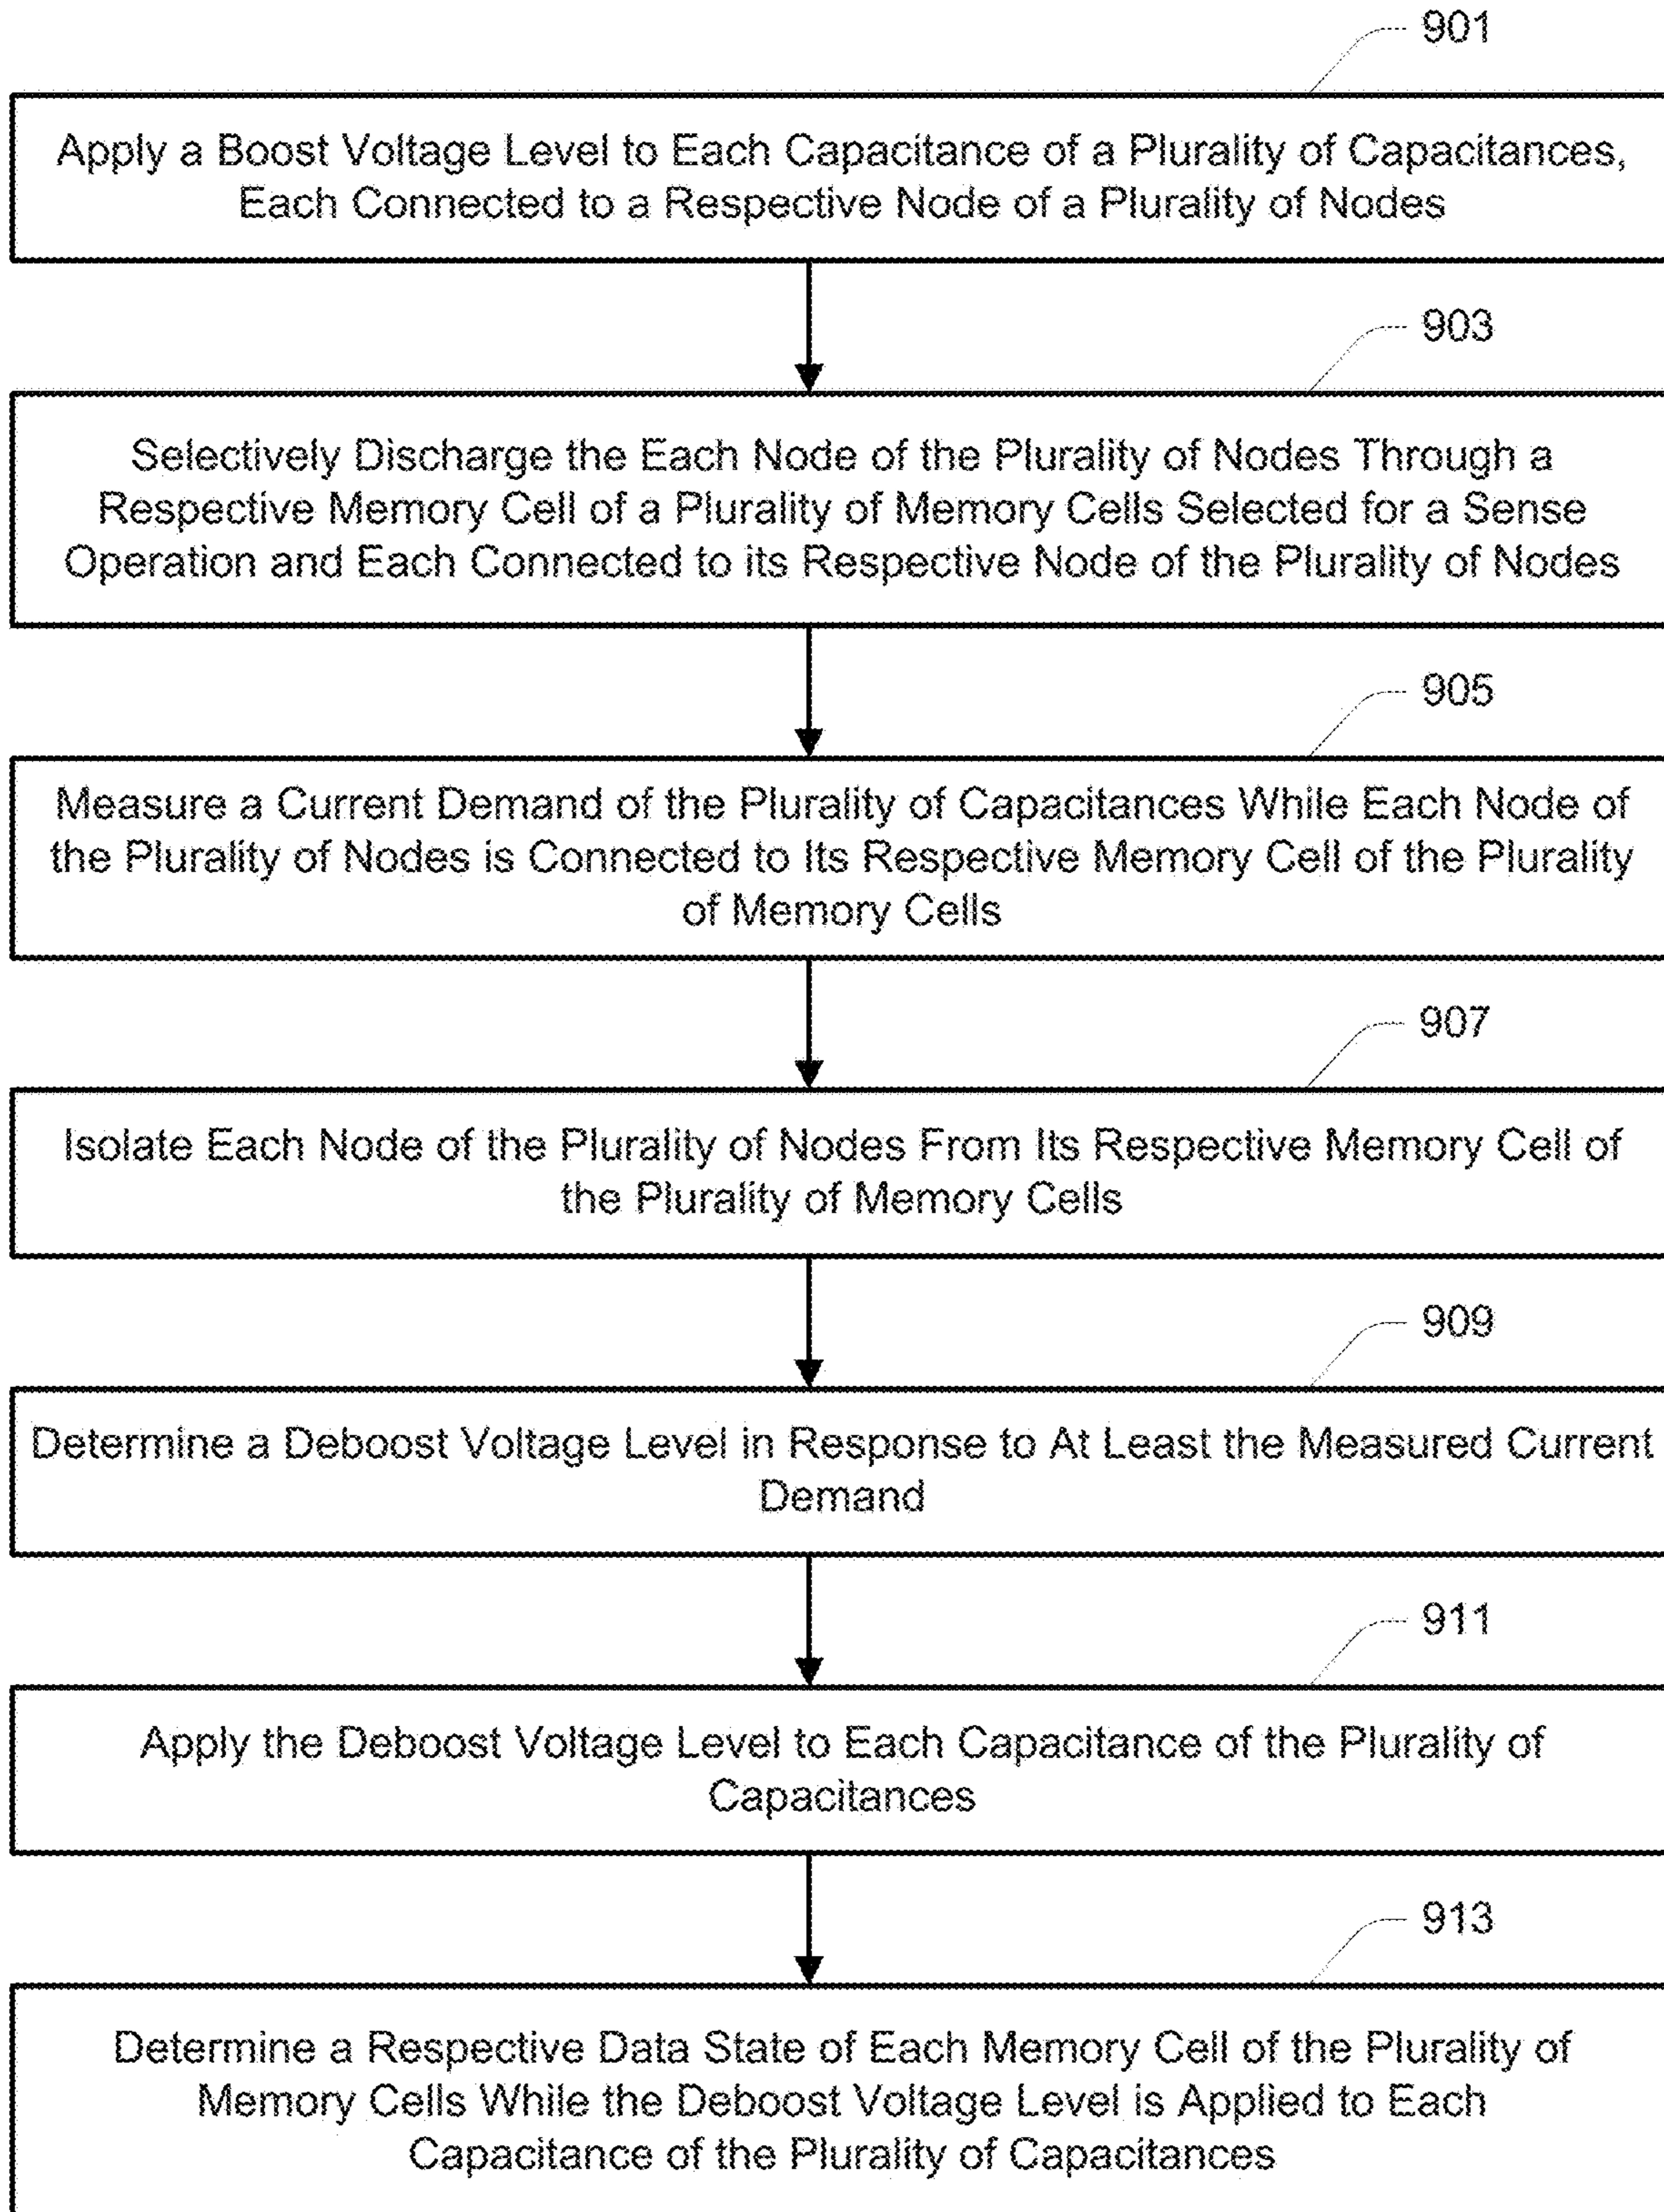 901
Apply a Boost Voltage Level to Each Capacitance of a Plurality of Capacitances,
Each Connected to a Respective Node of a Plurality of Nodes
903
Selectively Discharge the Each Node of the Plurality of Nodes Through a
Respective Memory Cell of a Plurality of Memory Cells Selected for a Sense
Operation and Each Connected to its Respective Node of the Plurality of Nodes
905
Measure a Current Demand of the Plurality of Capacitances While Each Node of
the Plurality of Nodes is Connected to Its Respective Memory Cell of the Plurality
of Memory Cells
907
Isolate Each Node of the Plurality of Nodes From Its Respective Memory Cell of
the Plurality of Memory Cells
909
Determine a Deboost Voltage Level in Response to At Least the Measured Current
Demand
911
Apply the Deboost Voltage Level to Each Capacitance of the Plurality of
Capacitances
913
Determine a Respective Data State of Each Memory Cell of the Plurality of
Memory Cells While the Deboost Voltage Level is Applied to Each
Capacitance of the Plurality of Capacitances